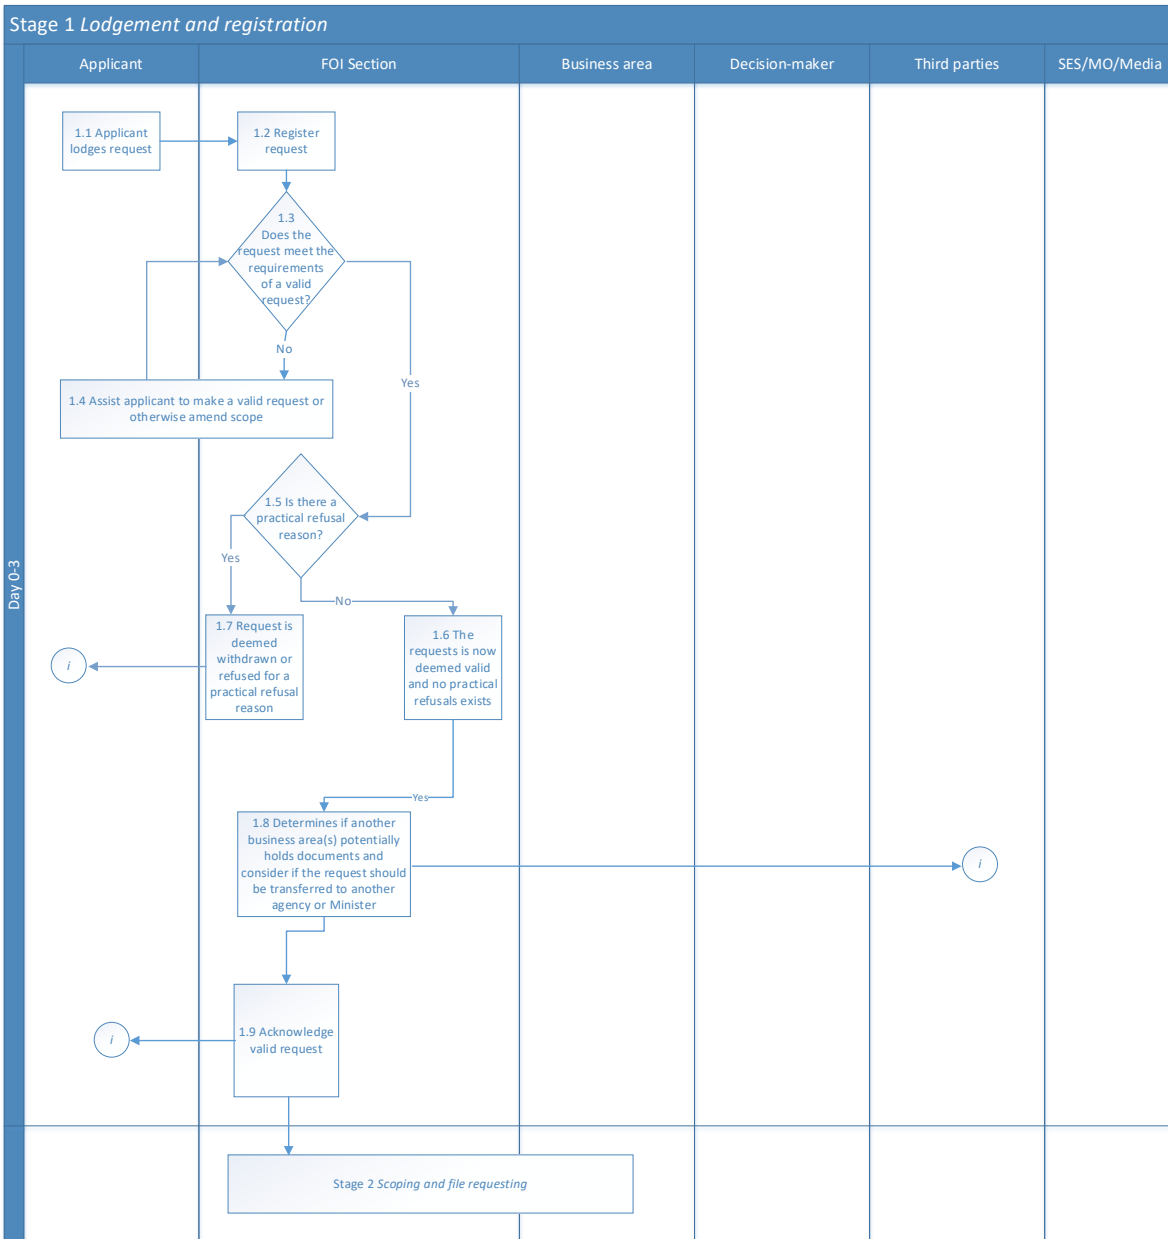 Stage 1 Lodgement and registration
Applicant
FOI Section
Business area
Decision-maker
Third parties
SES/MO/Media
Day 0-3
1.1 Applicant
lodges request
1.2 Register
request
1.3
Does the
request meet the
requirements
of a valid
request?
No
Yes
1.4 Assist applicant to make a valid request or
otherwise amend scope
1.5 Is there a
practical refusal
reason?
Yes
No
1.7 Request is
deemed
withdrawn or
refused for a
practical refusal
reason
i
1.6 The
requests is now
deemed valid
and no practical
refusals exists
Yes
1.8 Determines if another
business area(s) potentially
holds documents and
consider if the request should
be transferred to another
agency or Minister
i
1.9 Acknowledge
valid request
i
Stage 2 Scoping and file requesting